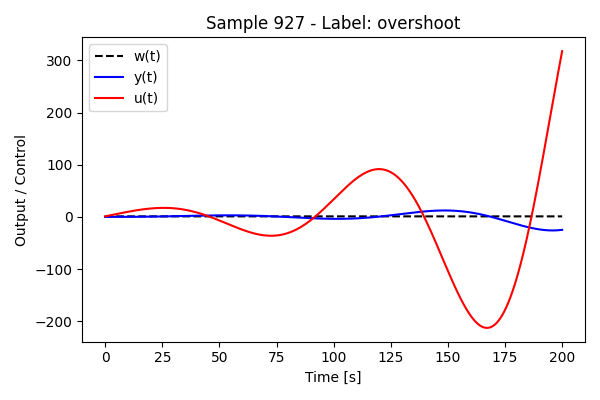 Sample 927 - Label: overshoot
w(t)
y(t)
u(t)
Output / Control
300
200
100
0
−100
−200
0 25 50 75 100 125 150 175 200
Time [s]